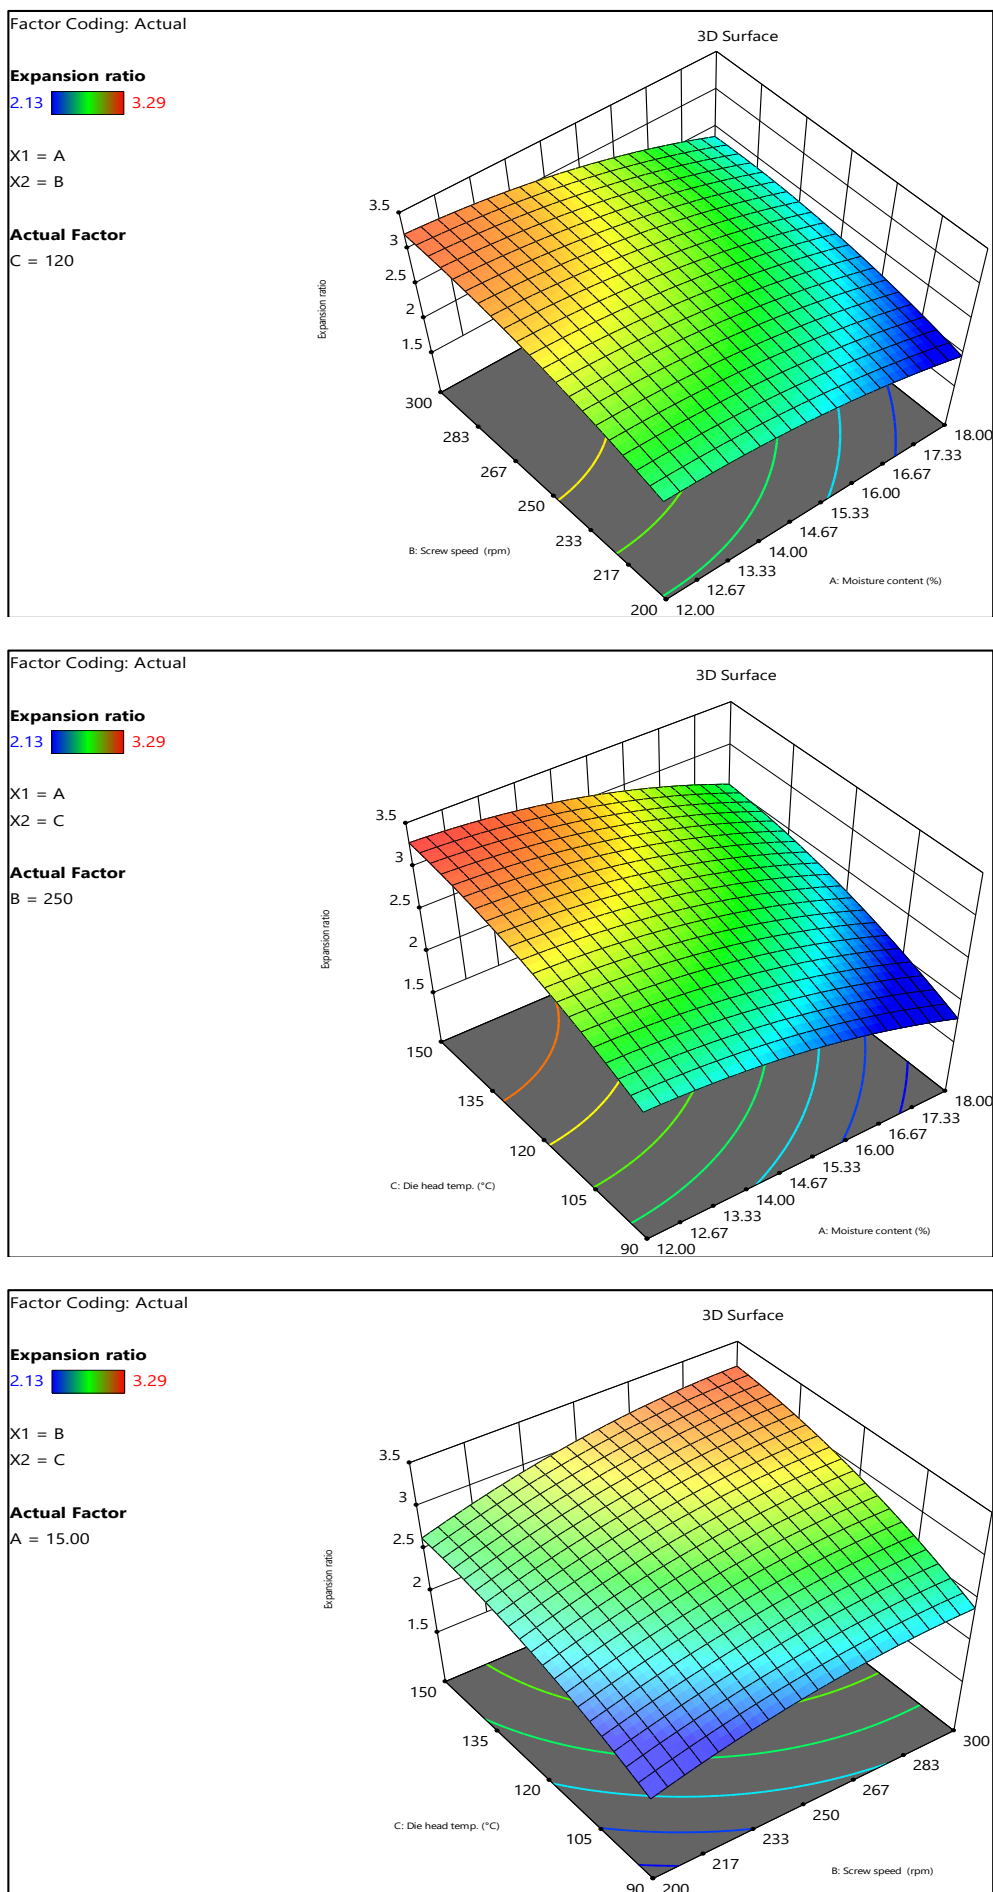 Factor Coding: Actual
3D Surface
Expansion ratio
2.13 3.29
X1 = A
X2 = B
Actual Factor
C = 120
3.5
3
2.5
2
1.5
Expansion ratio
300
283
267
250
233
217
200
B: Screw speed (rpm)
12.00
12.67
13.33
14.00
14.67
15.33
16.00
16.67
17.33
18.00
A: Moisture content (%)
Factor Coding: Actual
3D Surface
Expansion ratio
2.13 3.29
X1 = A
X2 = C
Actual Factor
B = 250
3.5
3
2.5
2
1.5
Expansion ratio
150
135
120
105
90
C: Die head temp. (°C)
12.00
12.67
13.33
14.00
14.67
15.33
16.00
16.67
17.33
18.00
A: Moisture content (%)
Factor Coding: Actual
3D Surface
Expansion ratio
2.13 3.29
X1 = B
X2 = C
Actual Factor
A = 15.00
3.5
3
2.5
2
1.5
Expansion ratio
150
135
120
105
90
C: Die head temp. (°C)
200
217
233
250
267
283
300
B: Screw speed (rpm)